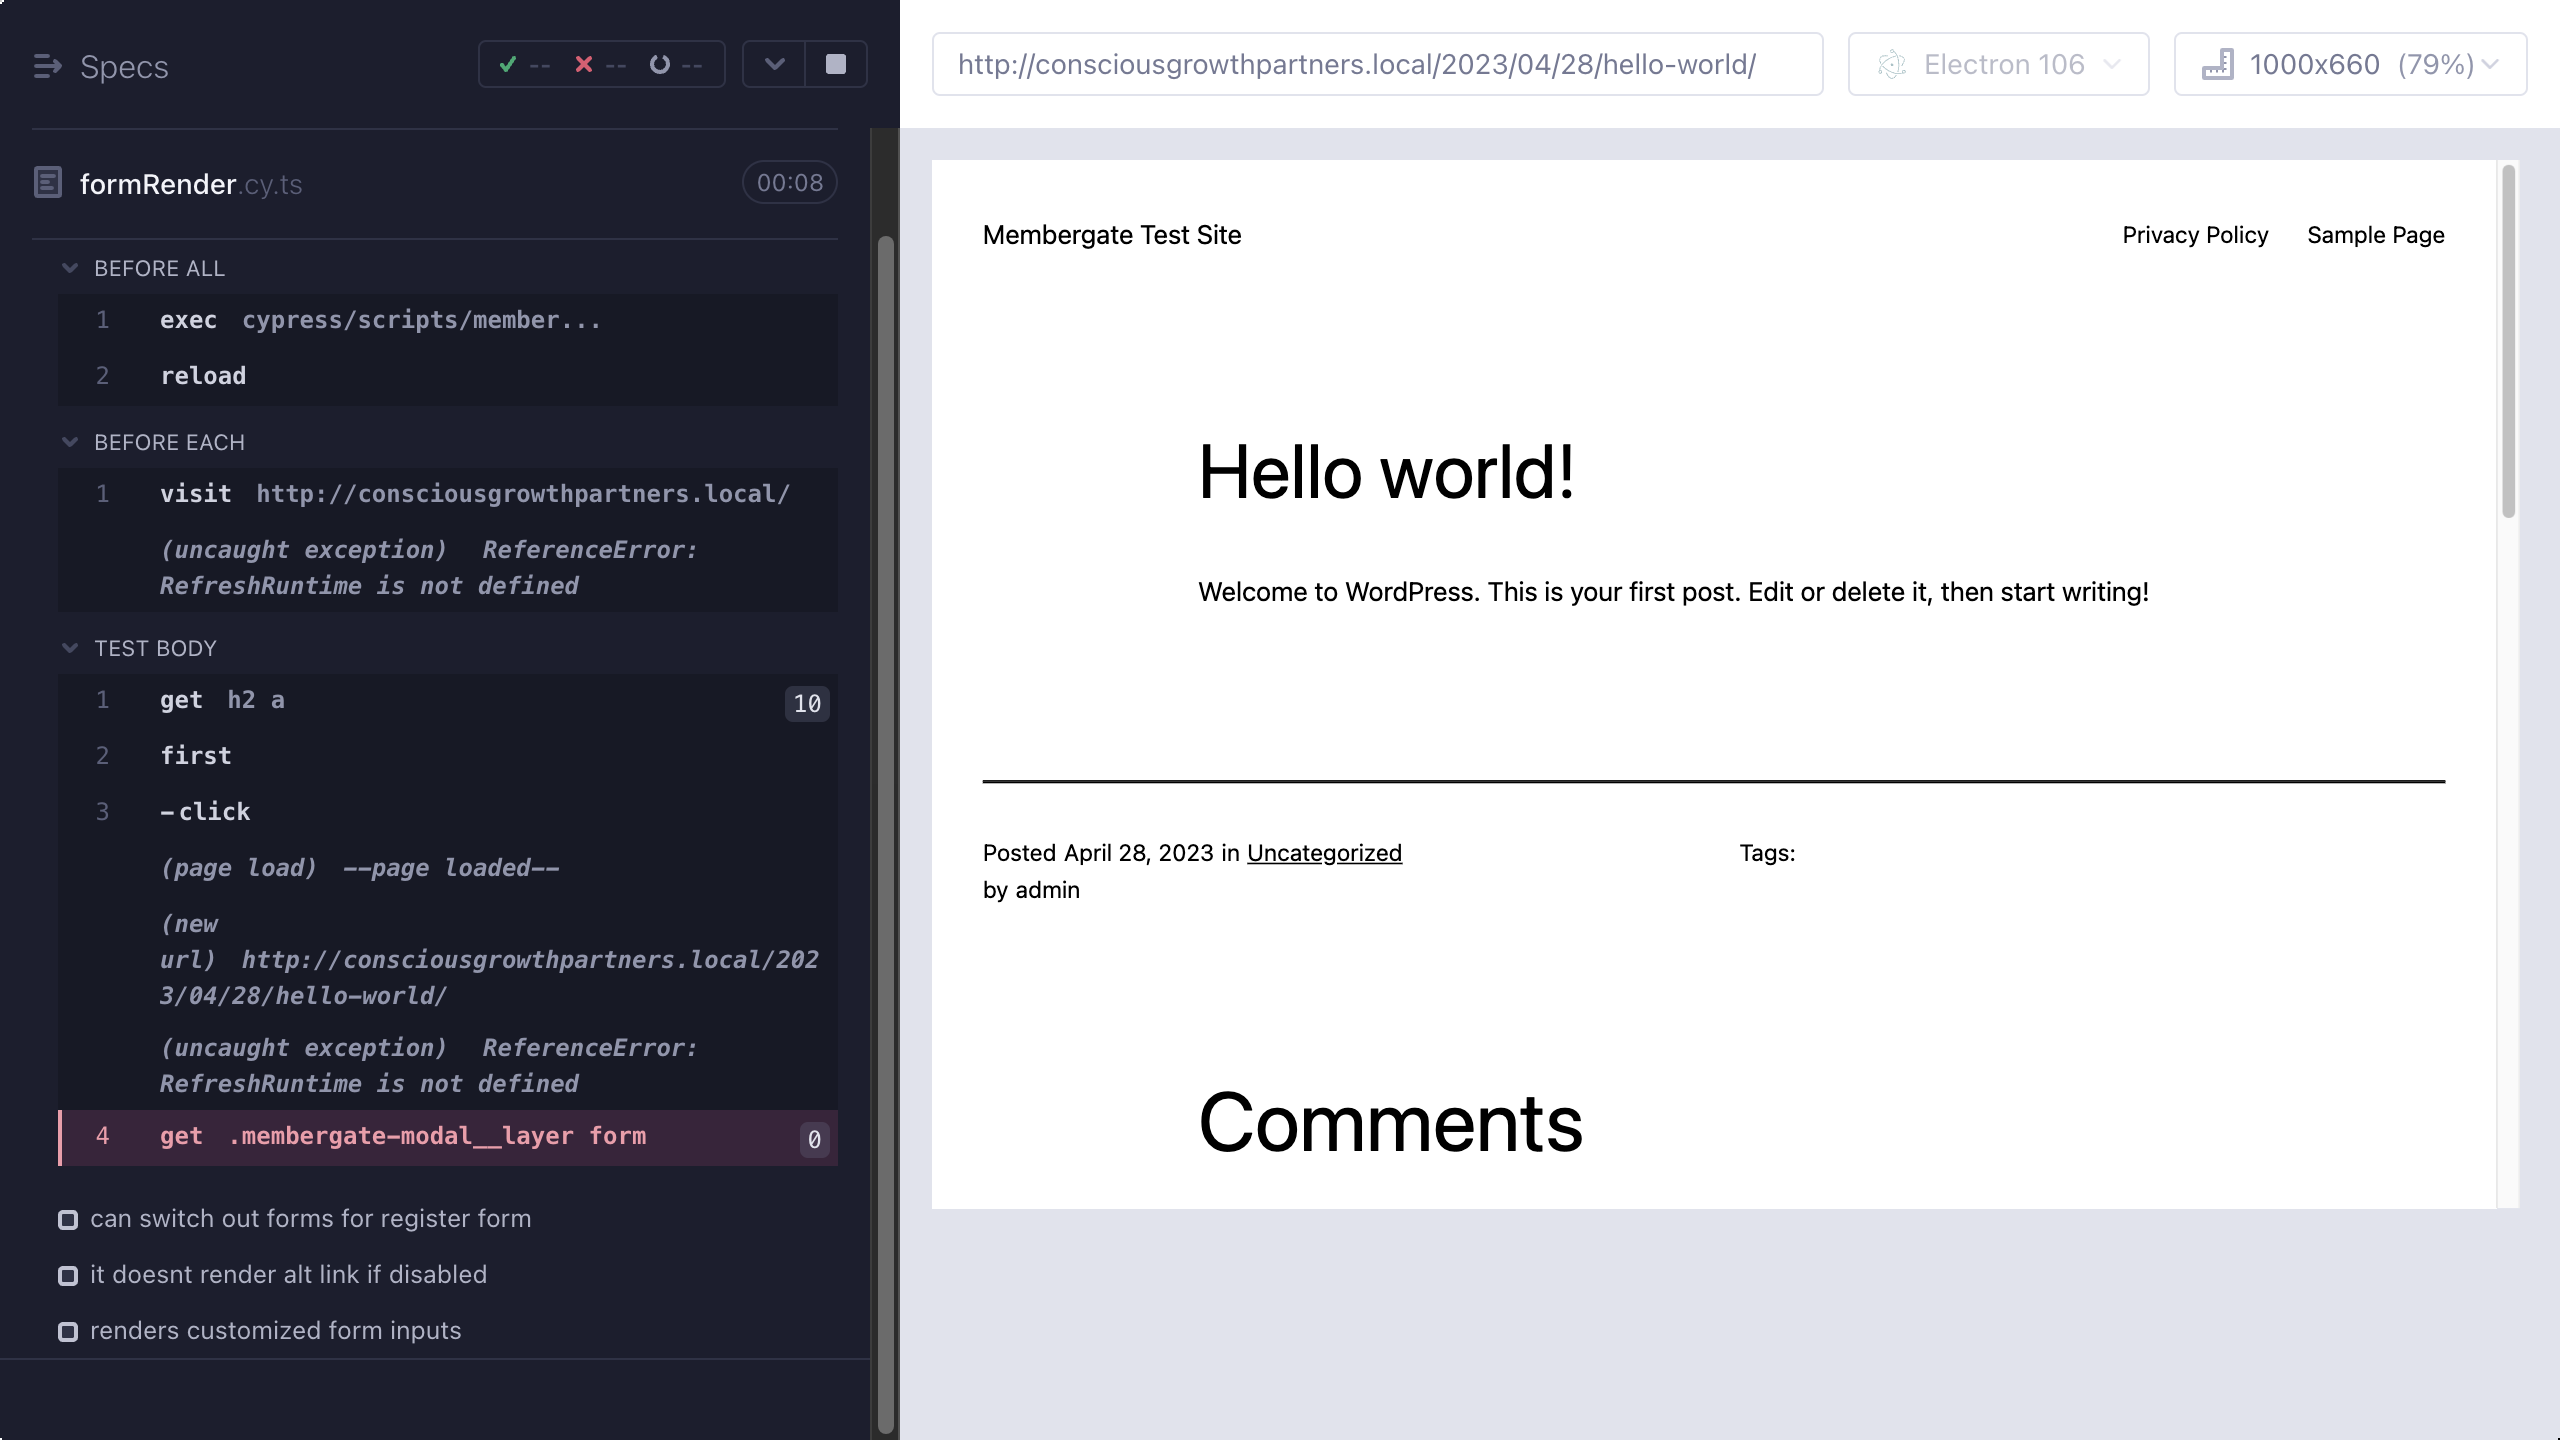 Specs
-- -- --
formRender.cy.ts
00:08
BEFORE ALL
1 exec cypress/scripts/member...
2 reload
BEFORE EACH
1 visit http://consciousgrowthpartners.local/
(uncaught exception) ReferenceError:
RefreshRuntime is not defined
TEST BODY
1 get h2 a 10
2 first
3 -click
(page load) --page loaded--
(new
url) http://consciousgrowthpartners.local/202
3/04/28/hello-world/
(uncaught exception) ReferenceError:
RefreshRuntime is not defined
4 get .membergate-modal__layer form 0
can switch out forms for register form
it doesnt render alt link if disabled
renders customized form inputs
http://consciousgrowthpartners.local/2023/04/28/hello-world/
Electron 106
1000x660 (79%)
Membergate Test Site
Privacy Policy Sample Page
Hello world!
Welcome to WordPress. This is your first post. Edit or delete it, then start writing!
Posted April 28, 2023 in Uncategorized
by admin
Tags:
Comments